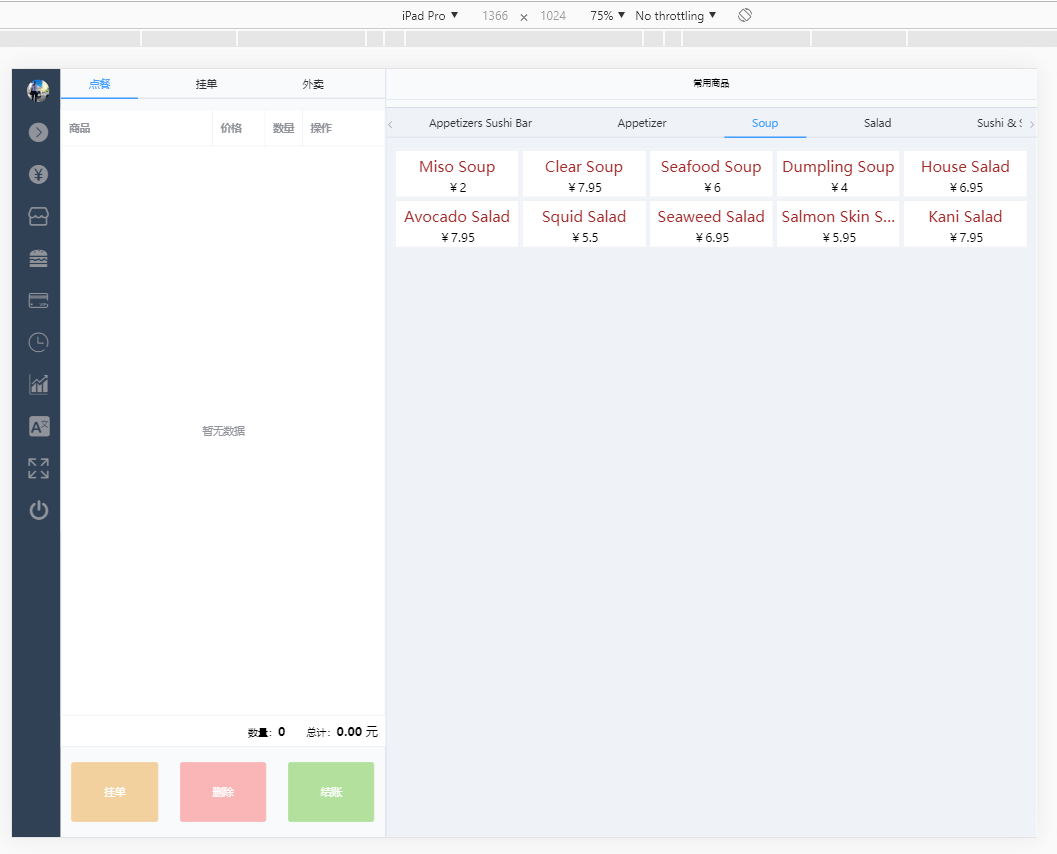 iPad Pro ▼ 1366 × 1024 75% ▼ No throttling ▼
点餐 挂单 外卖
商品 价格 数量 操作
暂无数据
数量: 0 总计: 0.00 元
挂单 删除 结账
常用商品
Appetizers Sushi Bar Appetizer Soup Salad Sushi & S
Miso Soup Clear Soup Seafood Soup Dumpling Soup House Salad
¥ 2 ¥ 7.95 ¥ 6 ¥ 4 ¥ 6.95
Avocado Salad Squid Salad Seaweed Salad Salmon Skin S... Kani Salad
¥ 7.95 ¥ 5.5 ¥ 6.95 ¥ 5.95 ¥ 7.95